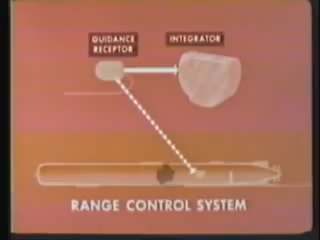 GUIDANCE
RECEPTOR
INTEGRATOR
RANGE CONTROL SYSTEM